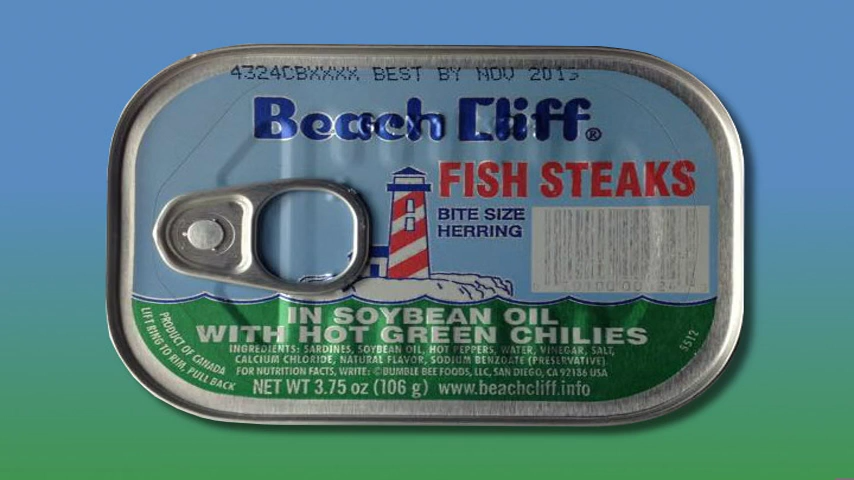 4324CBXXXX BEST BY NOV 2013
Beach Cliff®
FISH STEAKS
BITE SIZE
HERRING
IN SOYBEAN OIL
WITH HOT GREEN CHILIES
INGREDIENTS: SARDINES, SOYBEAN OIL, HOT PEPPERS, WATER, VINEGAR, SALT,
CALCIUM CHLORIDE, NATURAL FLAVOR, SODIUM BENZOATE (PRESERVATIVE).
FOR NUTRITION FACTS, WRITE: ©BUMBLE BEE FOODS, LLC, SAN DIEGO, CA 92186 USA
NET WT 3.75 oz (106 g) www.beachcliff.info
PRODUCT OF CANADA
LIFT RING TO RIM, PULL BACK
5512